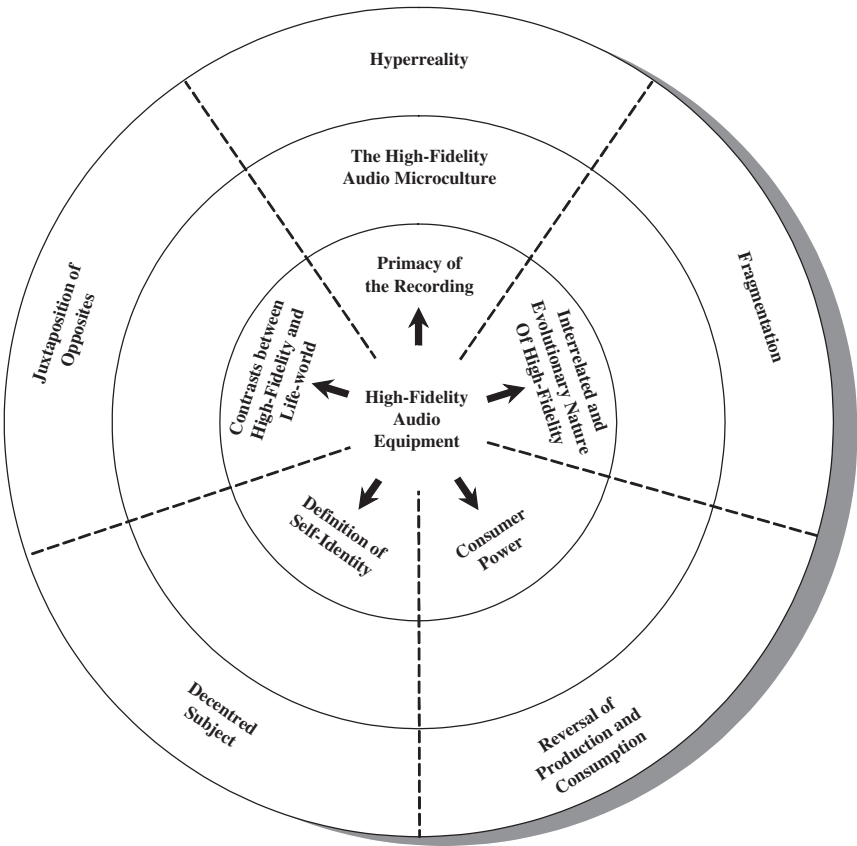 Hyperreality
The High-Fidelity
Audio Microculture
Primacy of
the Recording
Juxtaposition of
Opposites
Contrasts between
High-Fidelity and
Life-world
High-Fidelity
Audio
Equipment
Interrelated and
Evolutionary Nature
Of High-Fidelity
Fragmentation
Definition of
Self-Identity
Consumer
Power
Decentred
Subject
Reversal of
Production and
Consumption